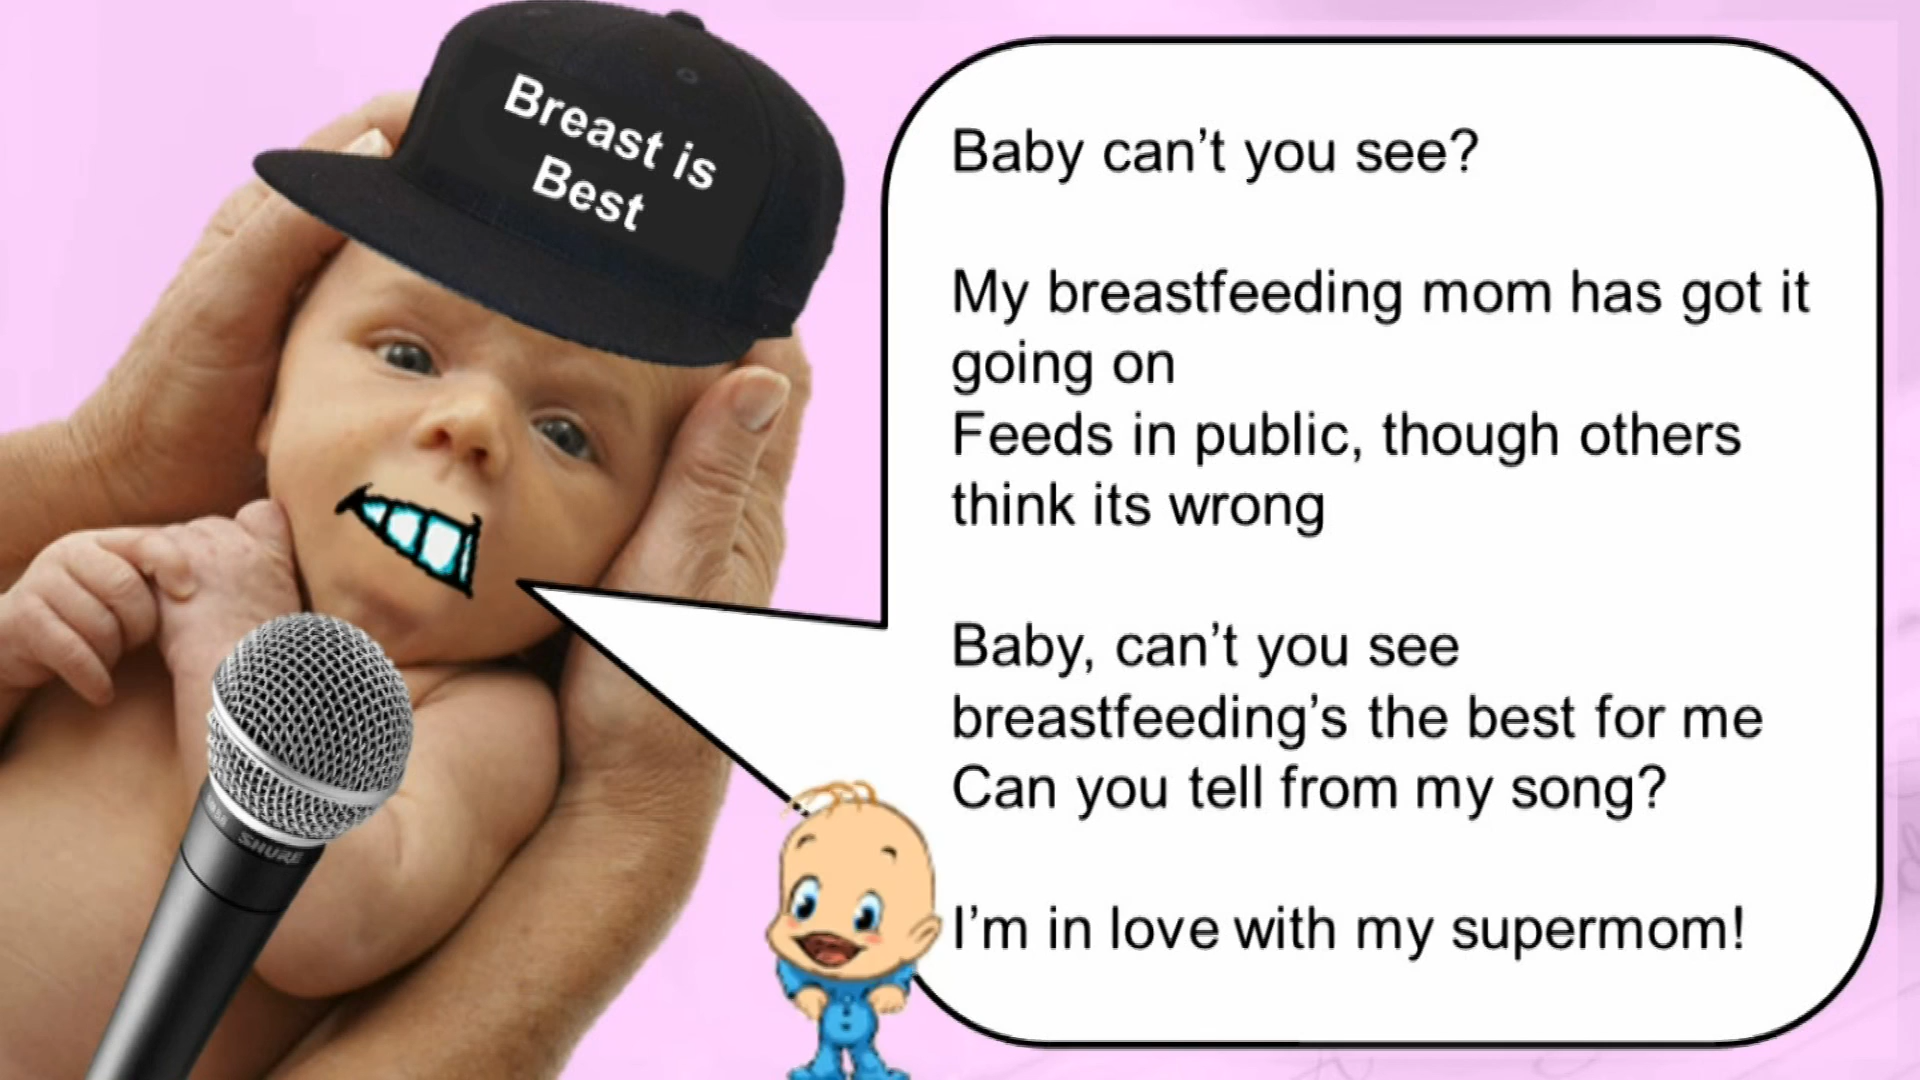 Breast is
Best
Baby can't you see?
My breastfeeding mom has got it
going on
Feeds in public, though others
think its wrong
Baby, can't you see
breastfeeding's the best for me
Can you tell from my song?
I'm in love with my supermom!
SHURE